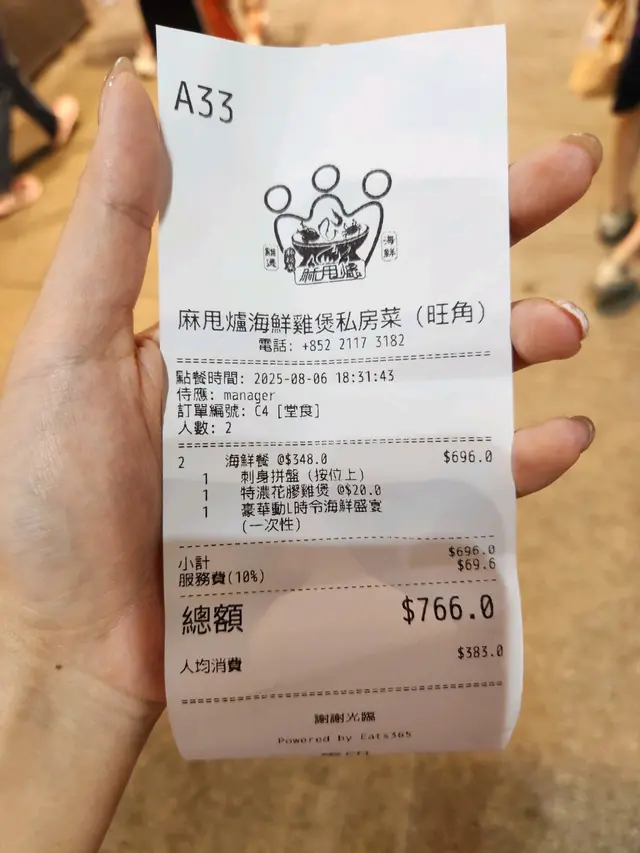 A33
海鮮
麻甩爐
麻甩爐海鮮雞煲私房菜 (旺角)
電話: +852 2117 3182
點餐時間: 2025-08-06 18:31:43
侍應: manager
訂單編號: C4 [堂食]
人數: 2
2 海鮮餐 @$348.0 $696.0
1 刺身拼盤 (按位上)
1 特濃花膠雞煲 @$20.0
1 豪華動L時令海鮮盛宴
(一次性)
小計 $696.0
服務費(10%) $69.6
總額 $766.0
人均消費 $383.0
謝謝光臨
Powered by Eats365